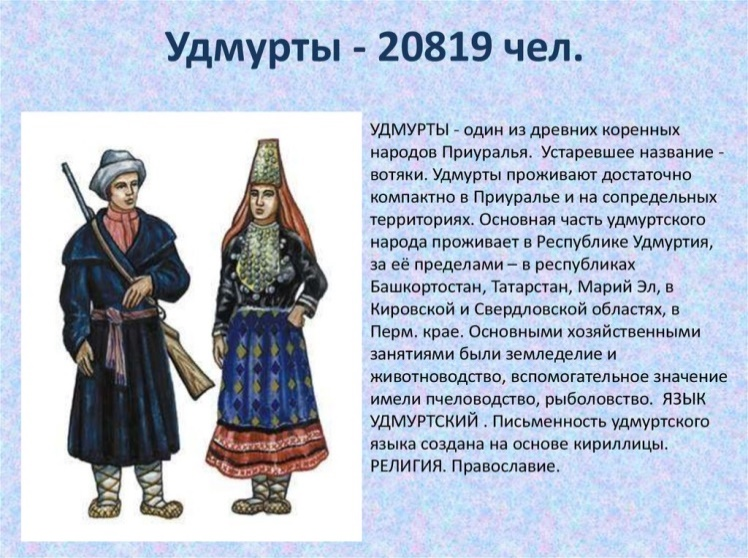 Удмурты - 20819 чел.
УДМУРТЫ - один из древних коренных
народов Приуралья. Устаревшее название -
вотяки. Удмурты проживают достаточно
компактно в Приуралье и на сопредельных
территориях. Основная часть удмуртского
народа проживает в Республике Удмуртия,
за её пределами – в республиках
Башкортостан, Татарстан, Марий Эл, в
Кировской и Свердловской областях, в
Перм. крае. Основными хозяйственными
занятиями были земледелие и
животноводство, вспомогательное значение
имели пчеловодство, рыболовство. ЯЗЫК
УДМУРТСКИЙ . Письменность удмуртского
языка создана на основе кириллицы.
РЕЛИГИЯ. Православие.